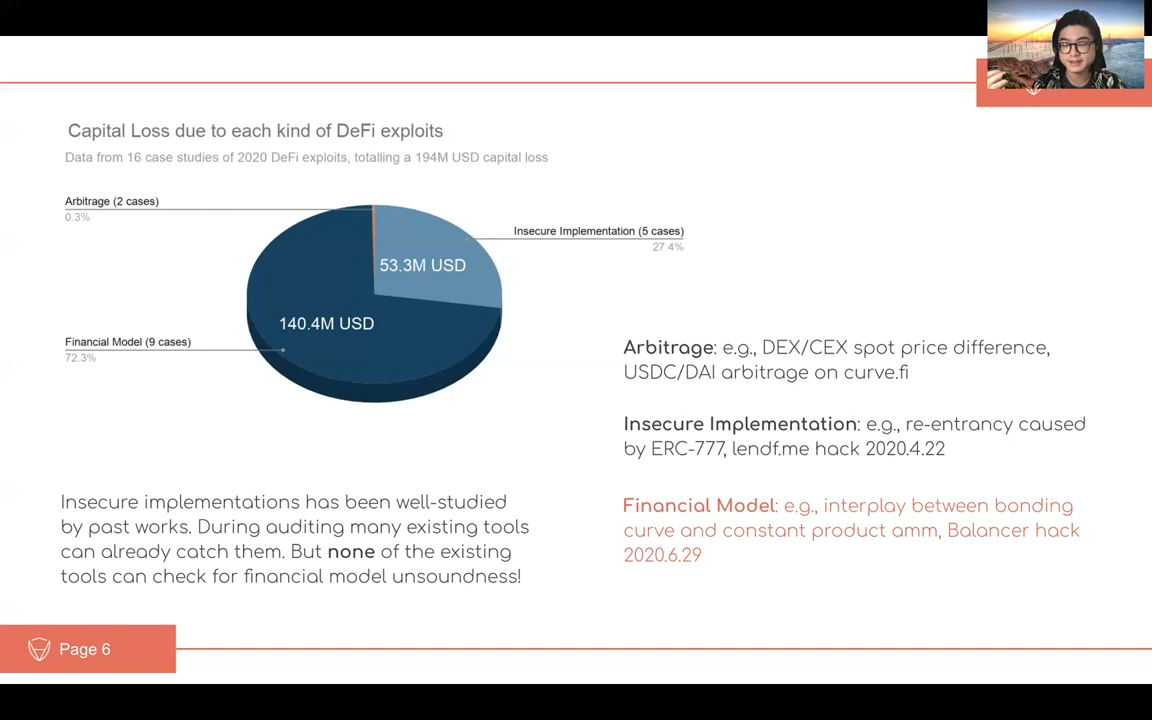 Capital Loss due to each kind of DeFi exploits
Data from 16 case studies of 2020 DeFi exploits, totalling a 194M USD capital loss
Arbitrage (2 cases)
0.3%
Insecure Implementation (5 cases)
27.4%
53.3M USD
140.4M USD
Financial Model (9 cases)
72.3%
Arbitrage: e.g., DEX/CEX spot price difference,
USDC/DAI arbitrage on curve.fi
Insecure Implementation: e.g., re-entrancy caused
by ERC-777, lendf.me hack 2020.4.22
Financial Model: e.g., interplay between bonding
curve and constant product amm, Balancer hack
2020.6.29
Insecure implementations has been well-studied
by past works. During auditing many existing tools
can already catch them. But none of the existing
tools can check for financial model unsoundness!
Page 6